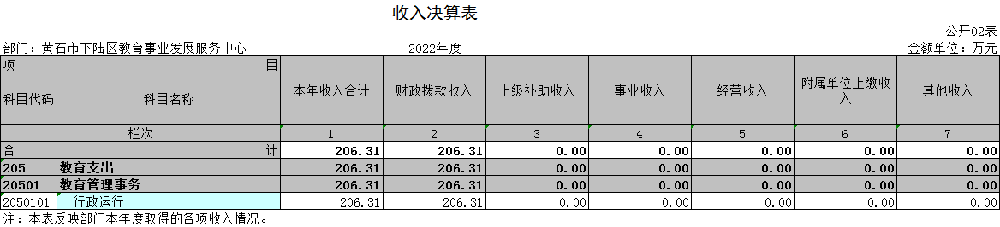 收入决算表
公开02表
部门：黄石市下陆区教育事业发展服务中心 2022年度 金额单位：万元
项 目 本年收入合计 财政拨款收入 上级补助收入 事业收入 经营收入 附属单位上缴收入 其他收入
科目代码 科目名称
栏次 1 2 3 4 5 6 7
合 计 206.31 206.31 0.00 0.00 0.00 0.00 0.00
205 教育支出 206.31 206.31 0.00 0.00 0.00 0.00 0.00
20501 教育管理事务 206.31 206.31 0.00 0.00 0.00 0.00 0.00
2050101 行政运行 206.31 206.31 0.00 0.00 0.00 0.00 0.00
注：本表反映部门本年度取得的各项收入情况。